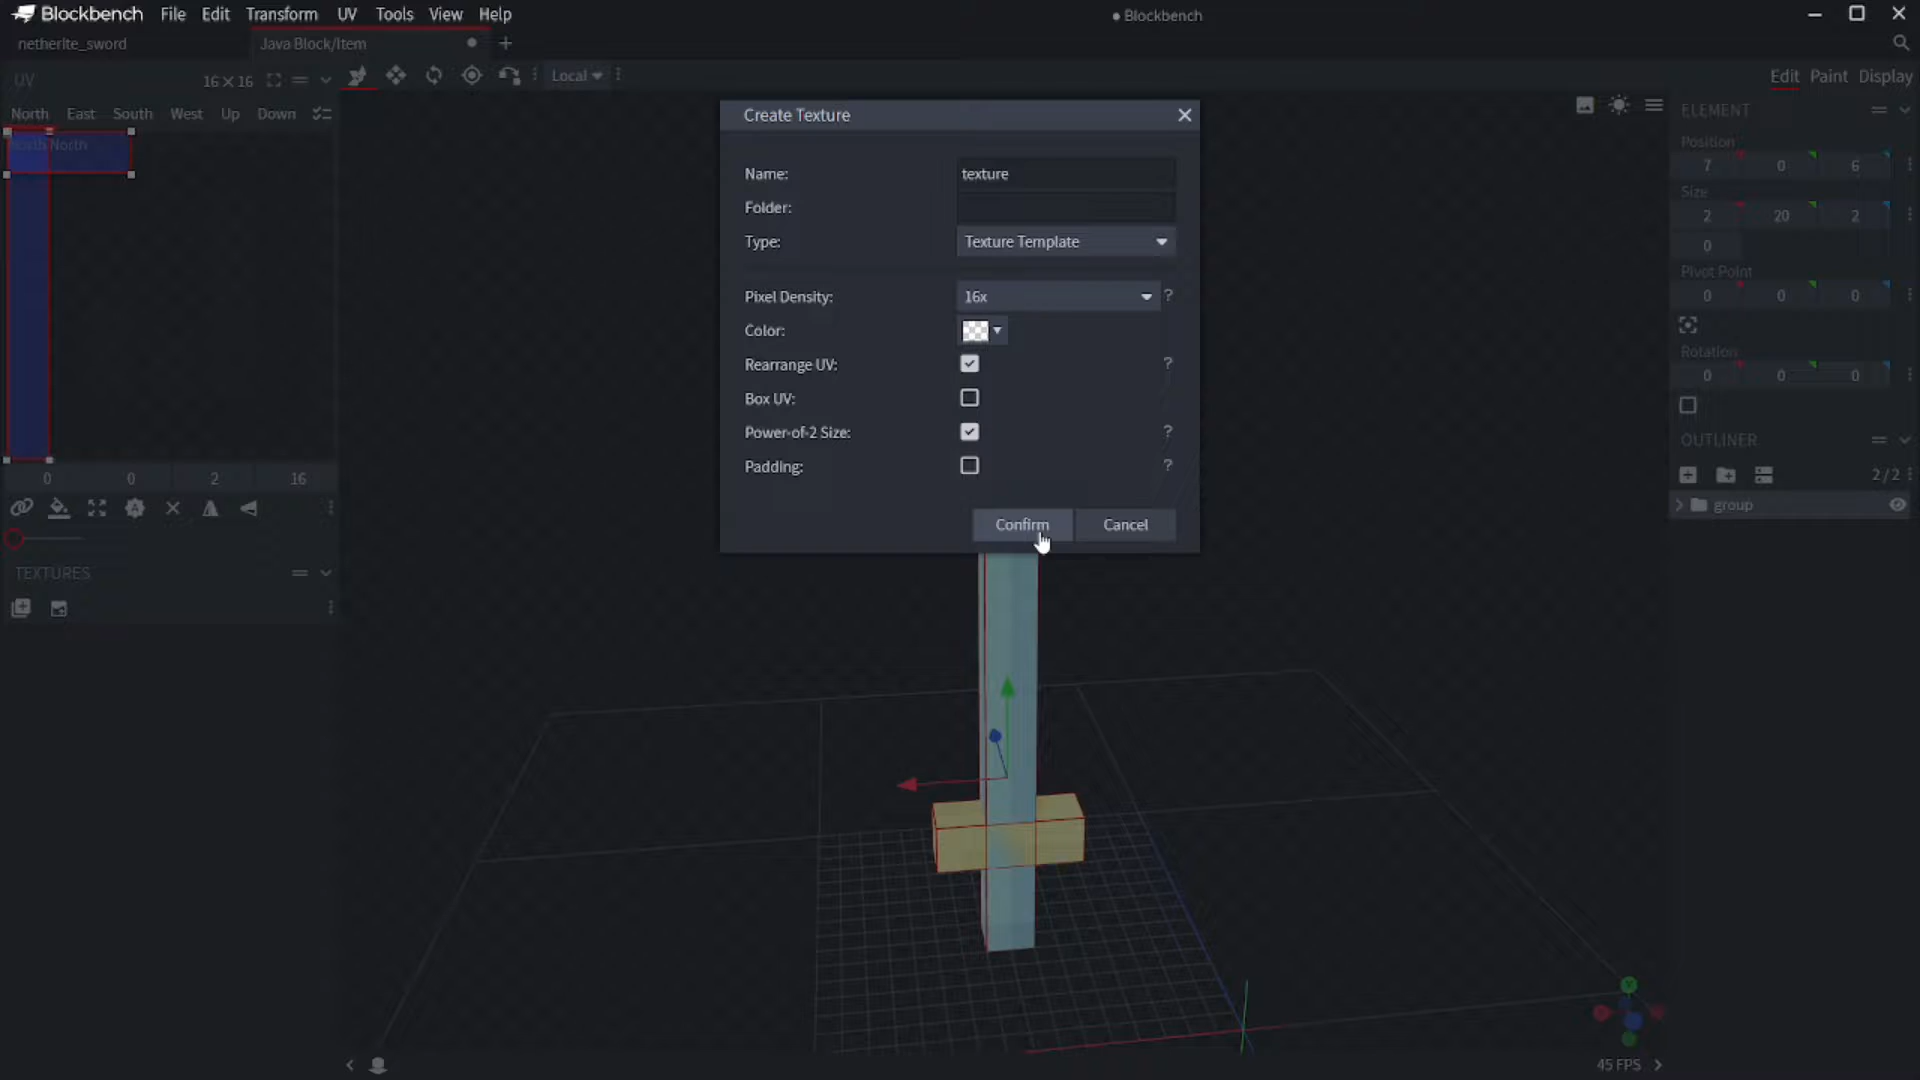 Blockbench File Edit Transform UV Tools View Help
● Blockbench
netherite_sword
Java Block/Item
UV 16×16
Local
Edit Paint Display
North East South West Up Down
North North
Create Texture
Name: texture
Folder:
Type: Texture Template
Pixel Density: 16x ?
Color:
Rearrange UV: ?
Box UV:
Power-of-2 Size: ?
Padding: ?
Confirm Cancel
0 0 2 16
TEXTURES
ELEMENT
Position
7 0 6
Size
2 20 2
0
Pivot Point
0 0 0
Rotation
0 0 0
OUTLINER
2/2
group
45 FPS